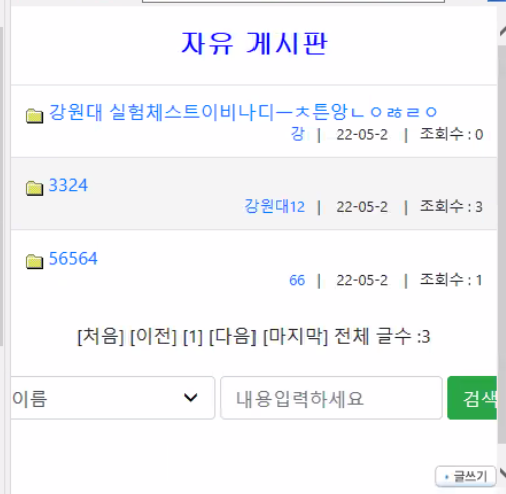 자유 게시판
강원대 실험체스트이비나디ㅡㅊ튼앙ㄴㅇㅀㄹㅇ
강 | 22-05-2 | 조회수 : 0
3324
강원대12 | 22-05-2 | 조회수 : 3
56564
66 | 22-05-2 | 조회수 : 1
[처음] [이전] [1] [다음] [마지막] 전체 글수 :3
이름 내용입력하세요 검색
글쓰기